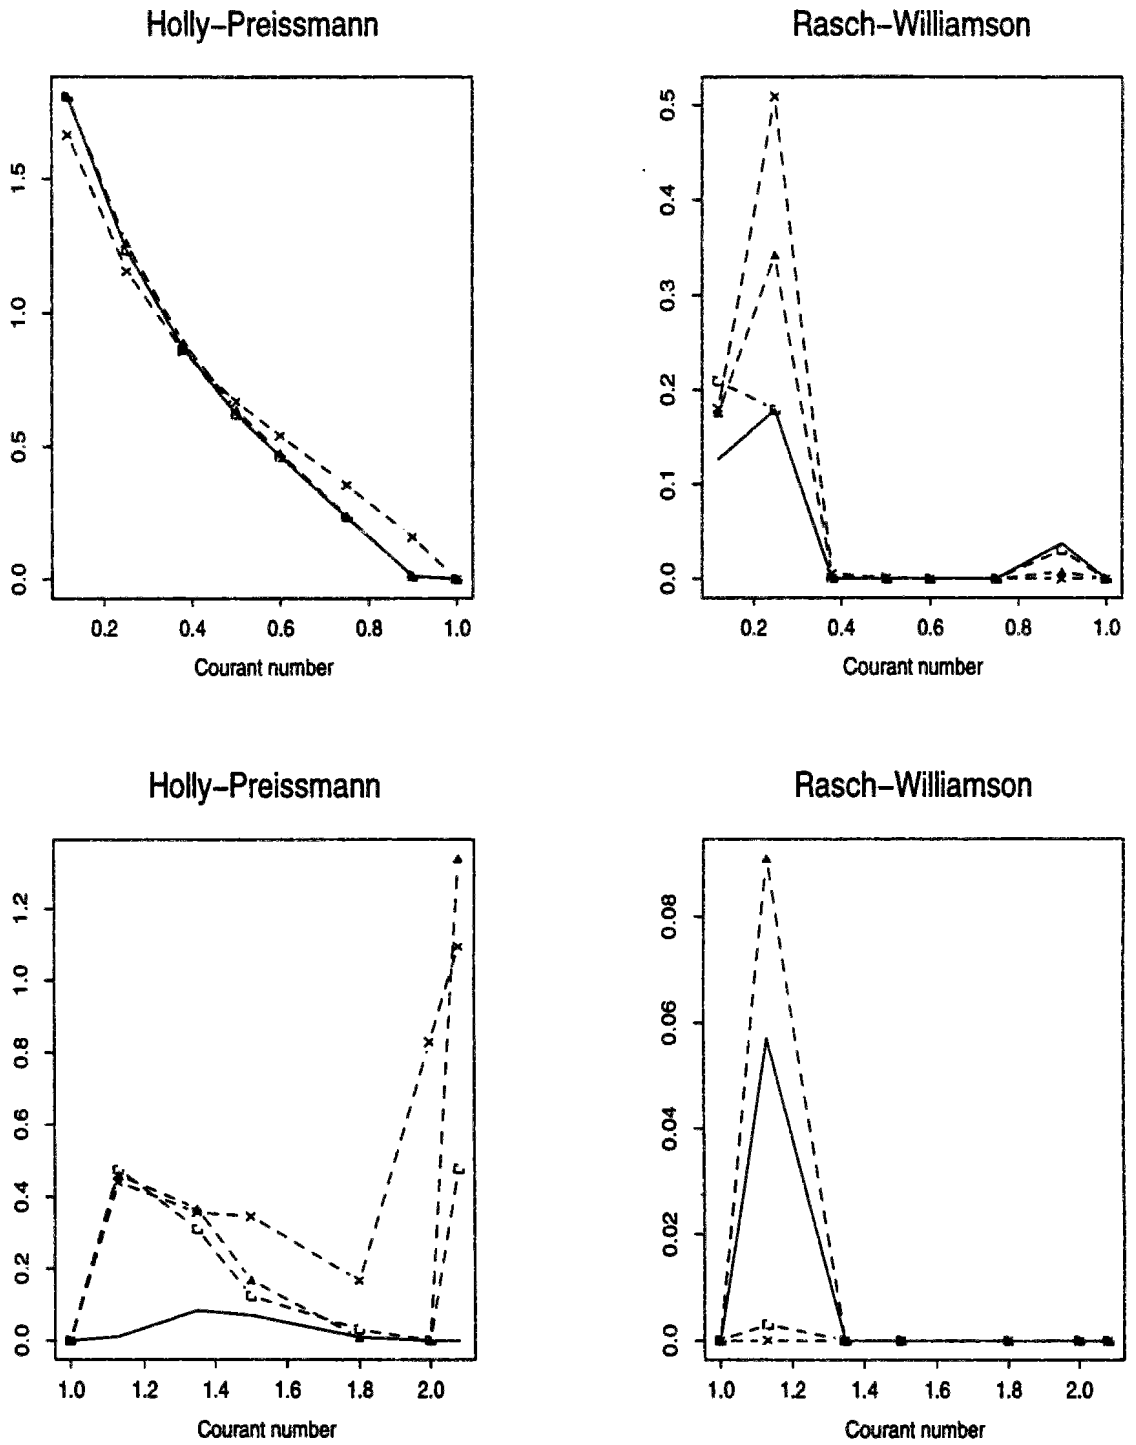 Holly–Preissmann
Rasch–Williamson
1.5
1.0
0.5
0.0
0.2 0.4 0.6 0.8 1.0
Courant number
0.5
0.4
0.3
0.2
0.1
0.0
0.2 0.4 0.6 0.8 1.0
Courant number
Holly–Preissmann
Rasch–Williamson
1.2
1.0
0.8
0.6
0.4
0.2
0.0
1.0 1.2 1.4 1.6 1.8 2.0
Courant number
0.08
0.06
0.04
0.02
0.0
1.0 1.2 1.4 1.6 1.8 2.0
Courant number